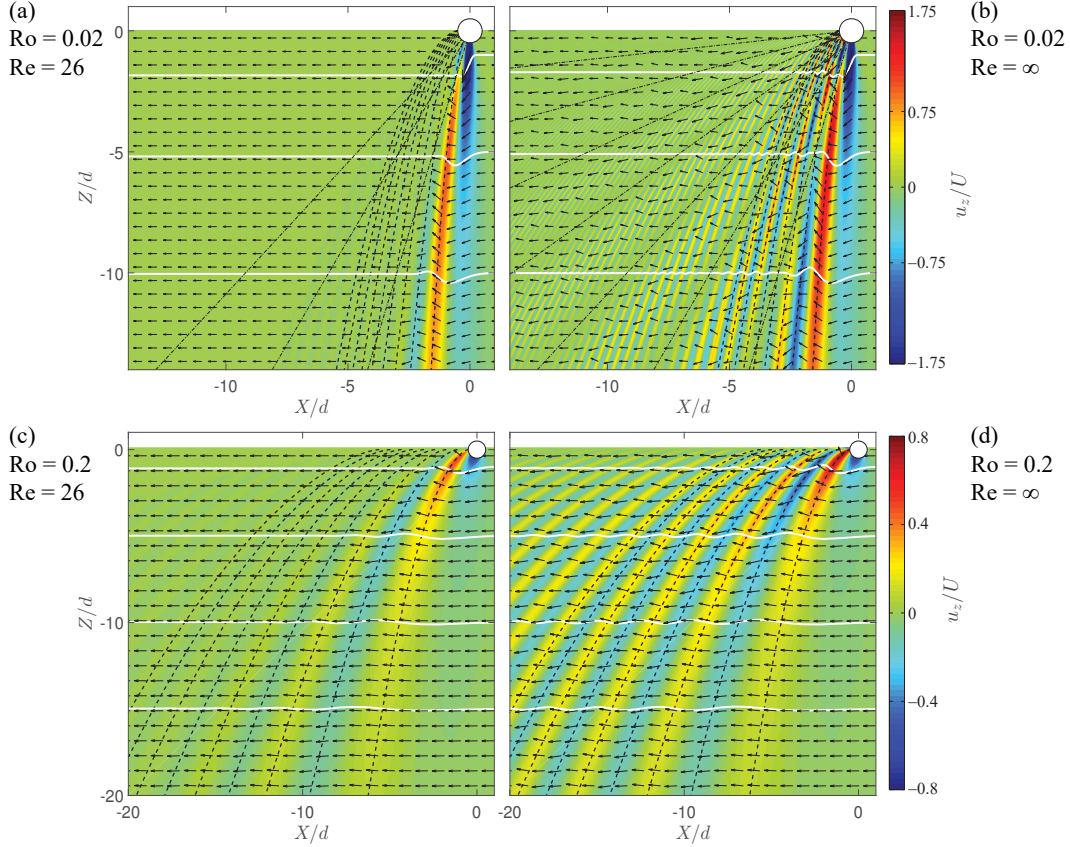 (a)
Ro = 0.02
Re = 26
0
-5
-10
Z/d
-10
-5
0
X/d
-10
-5
0
X/d
1.75
0.75
0
−0.75
−1.75
u_z/U
(b)
Ro = 0.02
Re = ∞
(c)
Ro = 0.2
Re = 26
0
-5
-10
-15
-20
Z/d
-20
-10
0
X/d
-20
-10
0
X/d
0.8
0.4
0
−0.4
−0.8
u_z/U
(d)
Ro = 0.2
Re = ∞